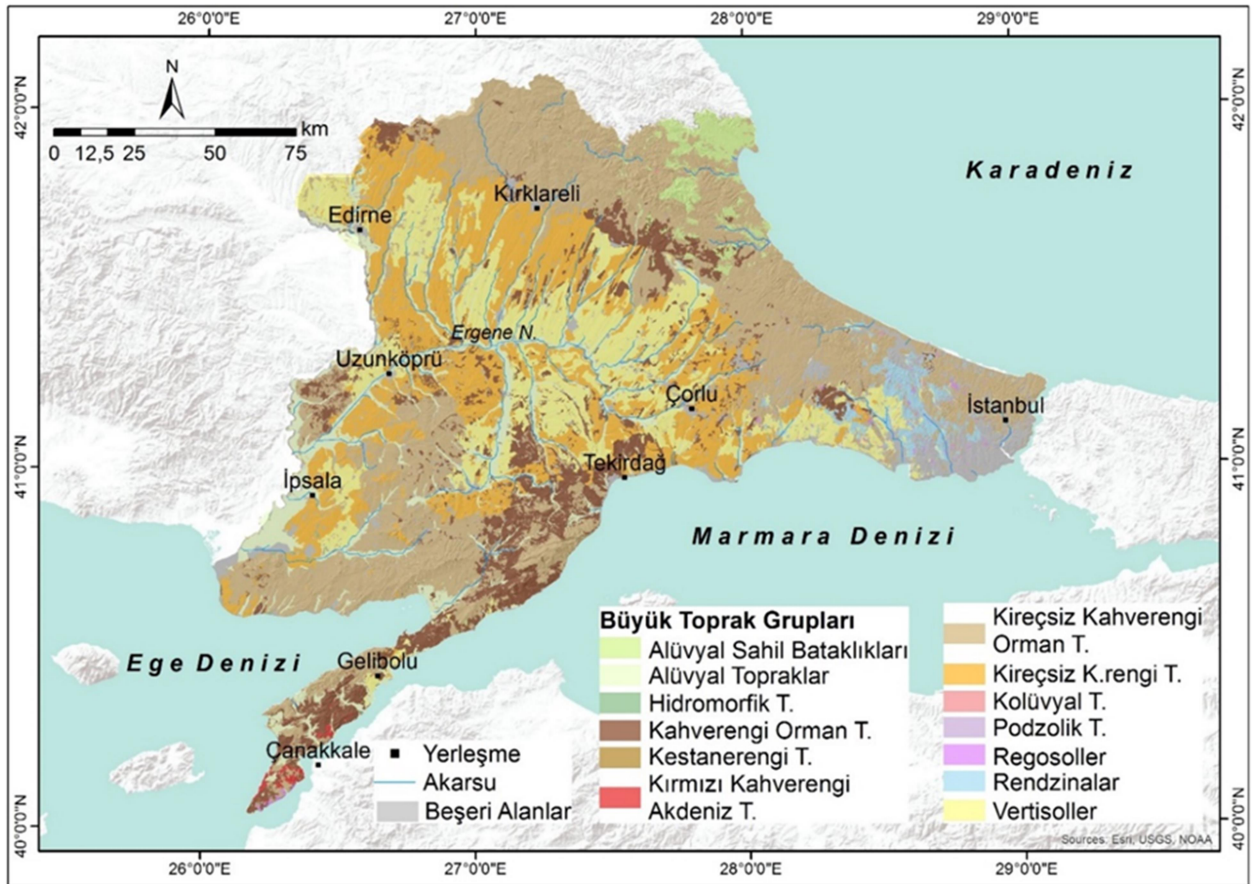 26°0'0"E 27°0'0"E 28°0'0"E 29°0'0"E
42°0'0"N
42°0'0"N
N
km
0 12,5 25 50 75
Karadeniz
Kırklareli
Edirne
Ergene N.
Uzunköprü
Çorlu
İstanbul
41°0'0"N
41°0'0"N
Tekirdağ
İpsala
Marmara Denizi
Ege Denizi
Gelibolu
Çanakkale
Yerleşme
Akarsu
Beşeri Alanlar
Büyük Toprak Grupları
Alüvyal Sahil Bataklıkları
Alüvyal Topraklar
Hidromorfik T.
Kahverengi Orman T.
Kestanerengi T.
Kırmızı Kahverengi
Akdeniz T.
Kireçsiz Kahverengi
Orman T.
Kireçsiz K.rengi T.
Kolüvyal T.
Podzolik T.
Regosoller
Rendzinalar
Vertisoller
40°0'0"N
40°0'0"N
Sources: Esri, USGS, NOAA
26°0'0"E 27°0'0"E 28°0'0"E 29°0'0"E